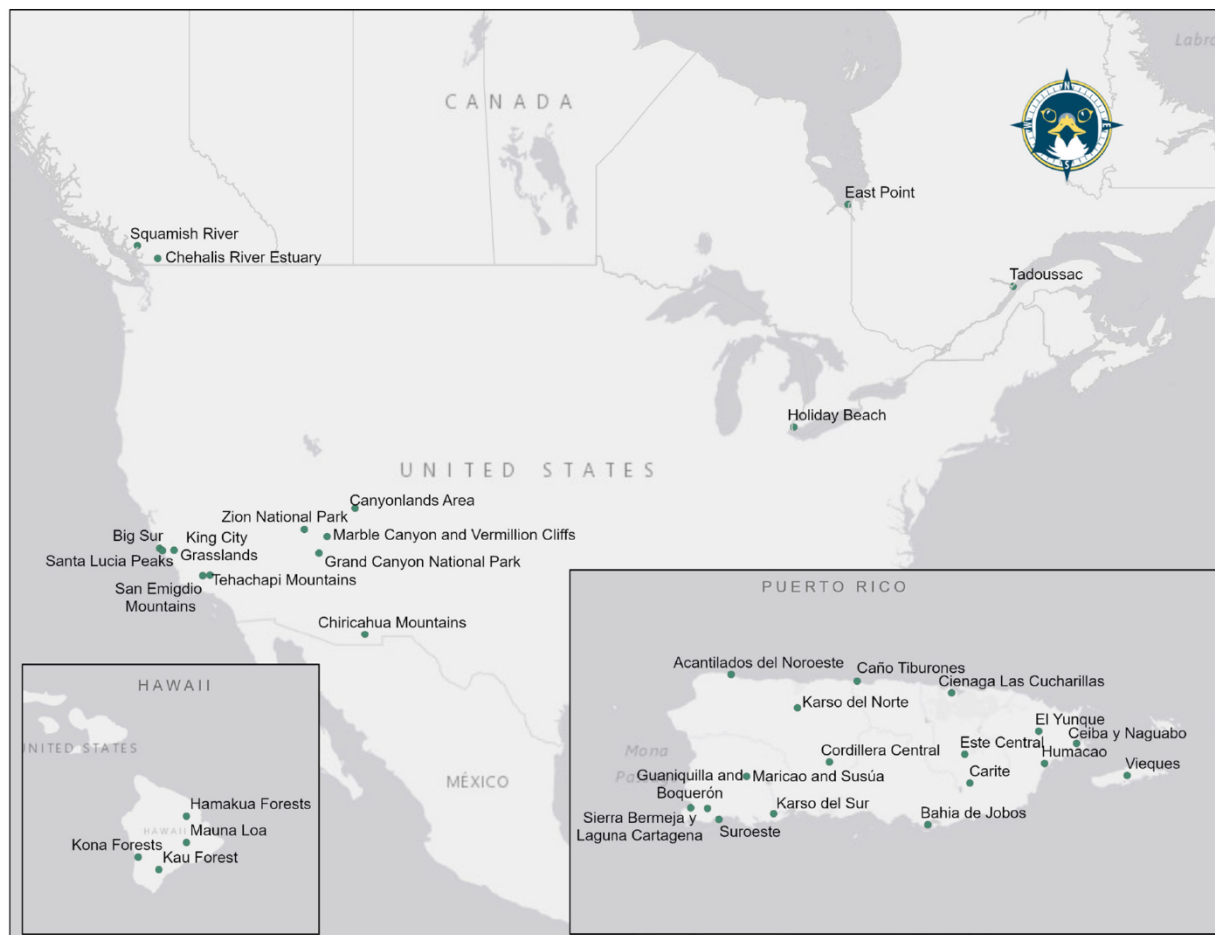 Labra
CANADA
N
W
E
S
East Point
Squamish River
Chehalis River Estuary
Tadoussac
Holiday Beach
UNITED STATES
Canyonlands Area
Zion National Park
Marble Canyon and Vermillion Cliffs
Grand Canyon National Park
Big Sur
King City
Grasslands
Santa Lucia Peaks
Tehachapi Mountains
San Emigdio
Mountains
Chiricahua Mountains
MÉXICO
HAWAII
UNITED STATES
Hamakua Forests
HAWAII
Mauna Loa
Kona Forests
Kau Forest
PUERTO RICO
Acantilados del Noroeste
Caño Tiburones
Cienaga Las Cucharillas
Karso del Norte
El Yunque
Ceiba y Naguabo
Mona
Pas
Cordillera Central
Este Central
Humacao
Vieques
Guaniquilla and
Boquerón
Maricao and Susúa
Carite
Sierra Bermeja y
Laguna Cartagena
Karso del Sur
Suroeste
Bahia de Jobos